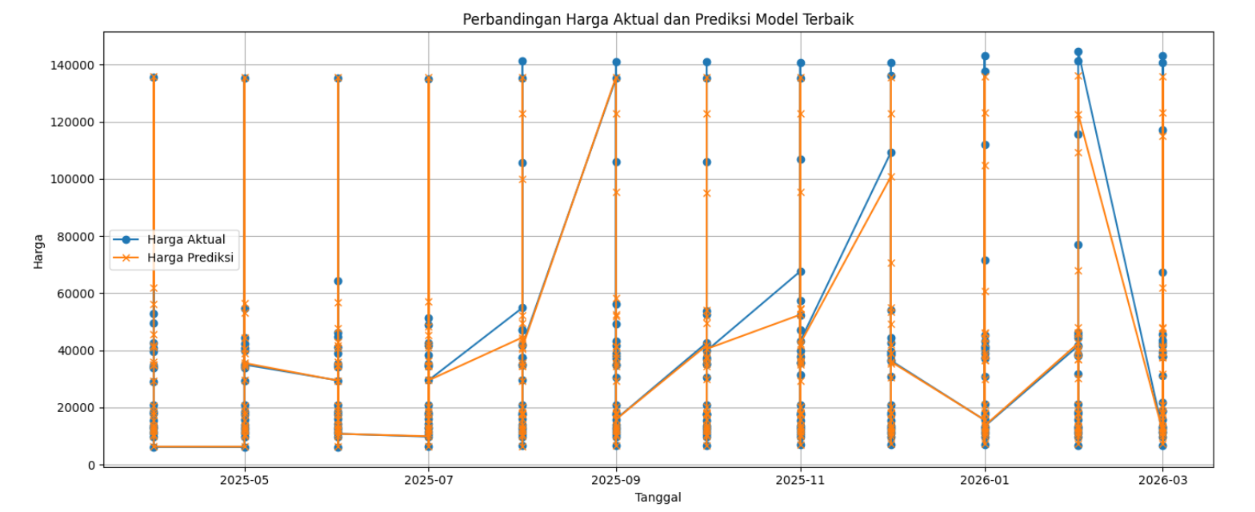 Perbandingan Harga Aktual dan Prediksi Model Terbaik
140000
120000
100000
80000
60000
40000
20000
0
Harga
Harga Aktual
Harga Prediksi
2025-05
2025-07
2025-09
2025-11
2026-01
2026-03
Tanggal